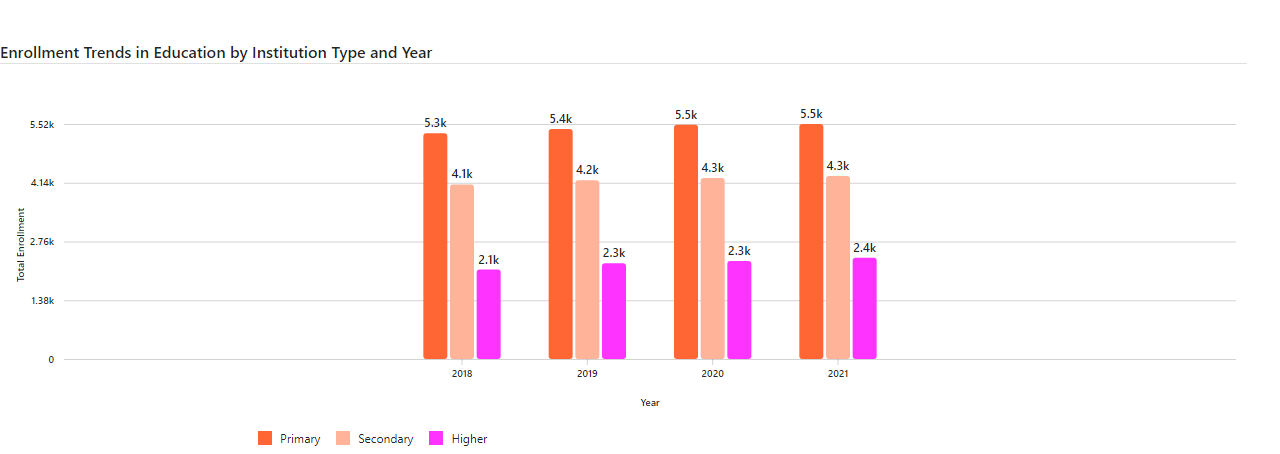 Enrollment Trends in Education by Institution Type and Year
5.52k
4.14k
2.76k
1.38k
0
Total Enrollment
5.3k
4.1k
2.1k
5.4k
4.2k
2.3k
5.5k
4.3k
2.3k
5.5k
4.3k
2.4k
2018
2019
2020
2021
Year
Primary
Secondary
Higher